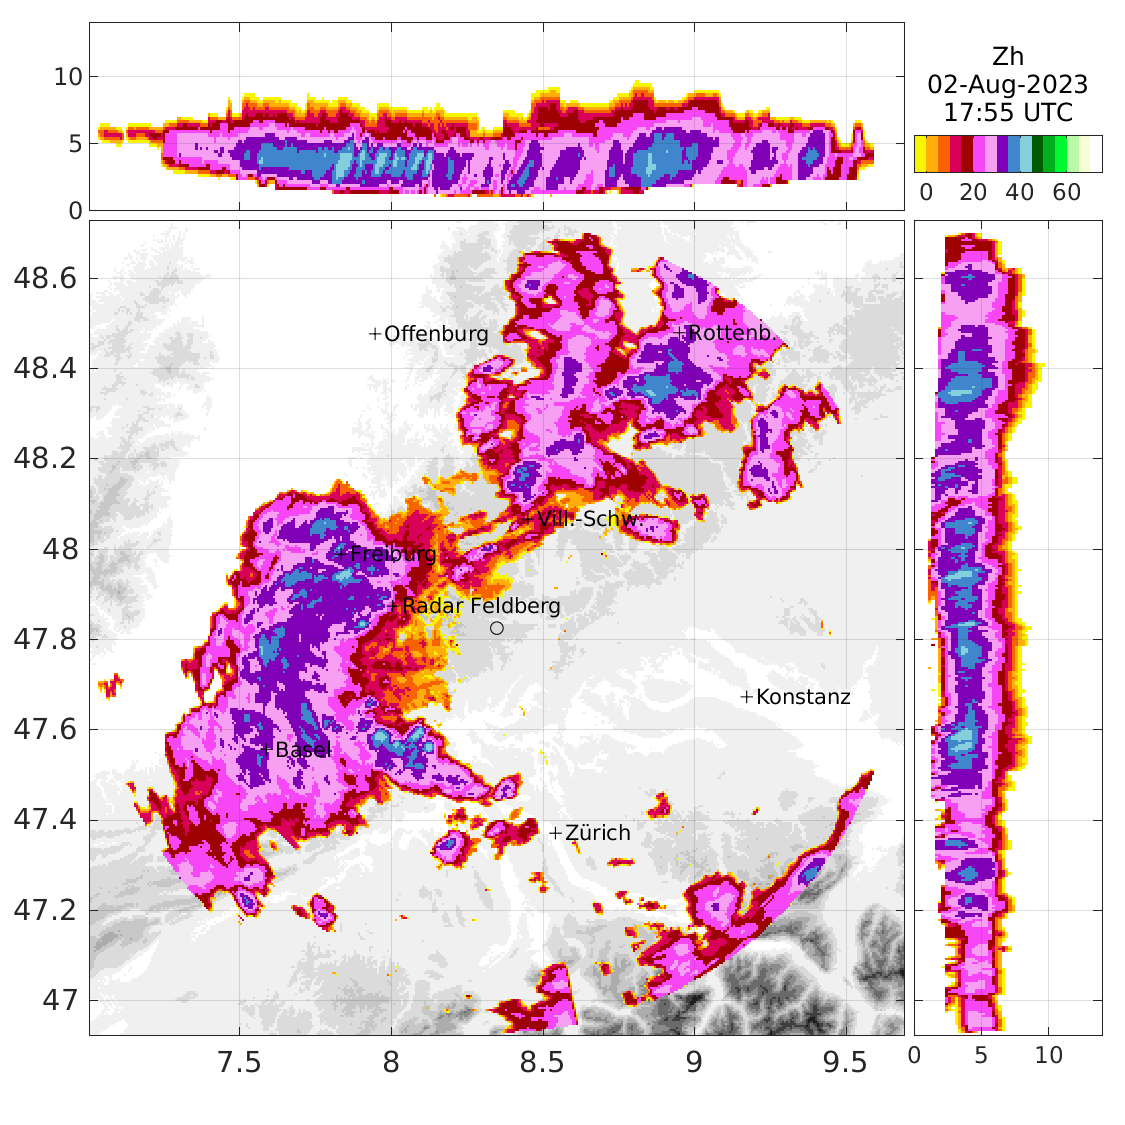 10
5
0
Zh
02-Aug-2023
17:55 UTC
0 20 40 60
48.6
48.4
48.2
48
47.8
47.6
47.4
47.2
47
+Offenburg
+Rottenb.
+Vill.-Schw.
+Freiburg
+Radar Feldberg
+Konstanz
+Basel
+Zürich
7.5 8 8.5 9 9.5
0 5 10